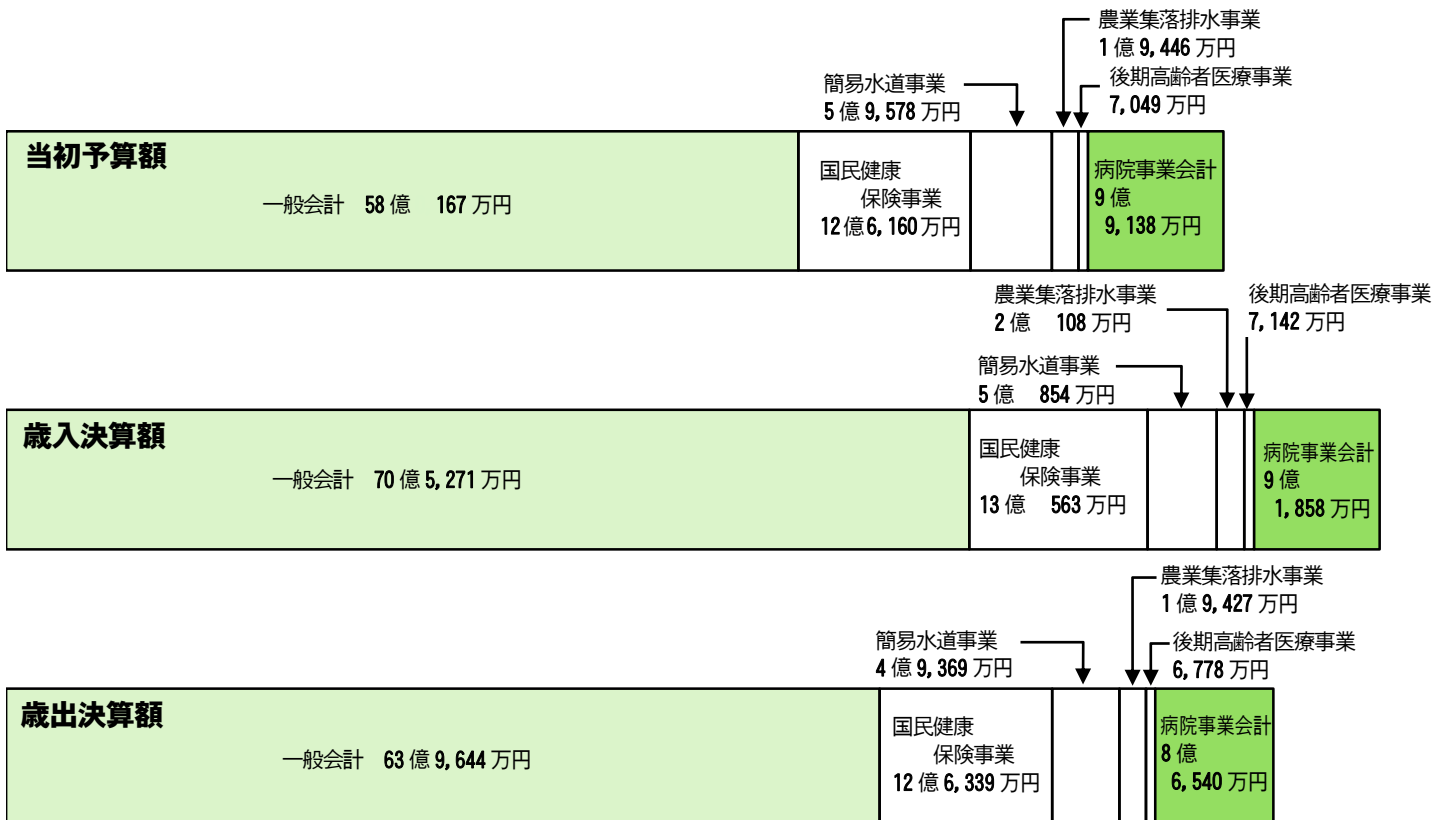 農業集落排水事業
1億9,446万円
簡易水道事業
5億9,578万円
後期高齢者医療事業
7,049万円
当初予算額
一般会計 58億 167万円
国民健康
保険事業
12億6,160万円
病院事業会計
9億
9,138万円
農業集落排水事業
2億 108万円
後期高齢者医療事業
7,142万円
簡易水道事業
5億 854万円
歳入決算額
一般会計 70億5,271万円
国民健康
保険事業
13億 563万円
病院事業会計
9億
1,858万円
農業集落排水事業
1億9,427万円
簡易水道事業
4億9,369万円
後期高齢者医療事業
6,778万円
歳出決算額
一般会計 63億9,644万円
国民健康
保険事業
12億6,339万円
病院事業会計
8億
6,540万円